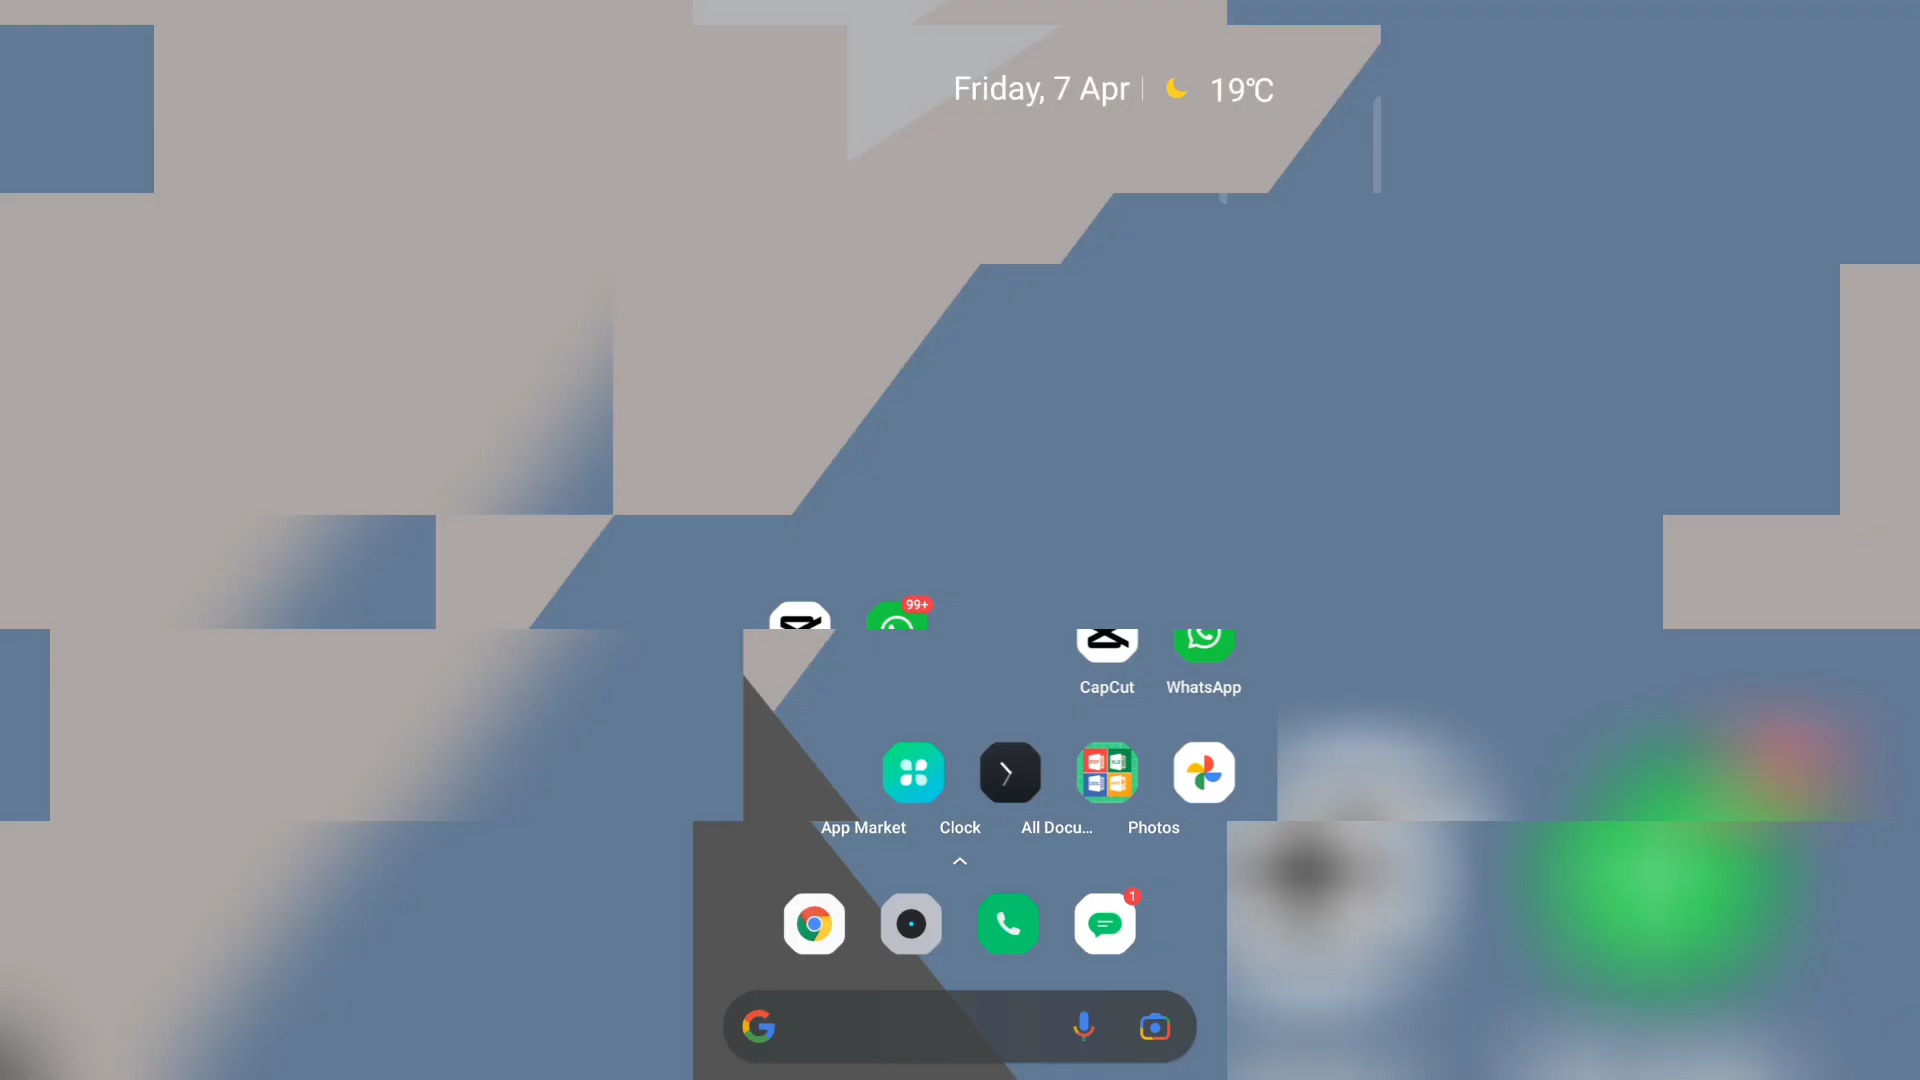 Friday, 7 Apr 19℃
99+
CapCut WhatsApp
App Market Clock All Docu... Photos
1